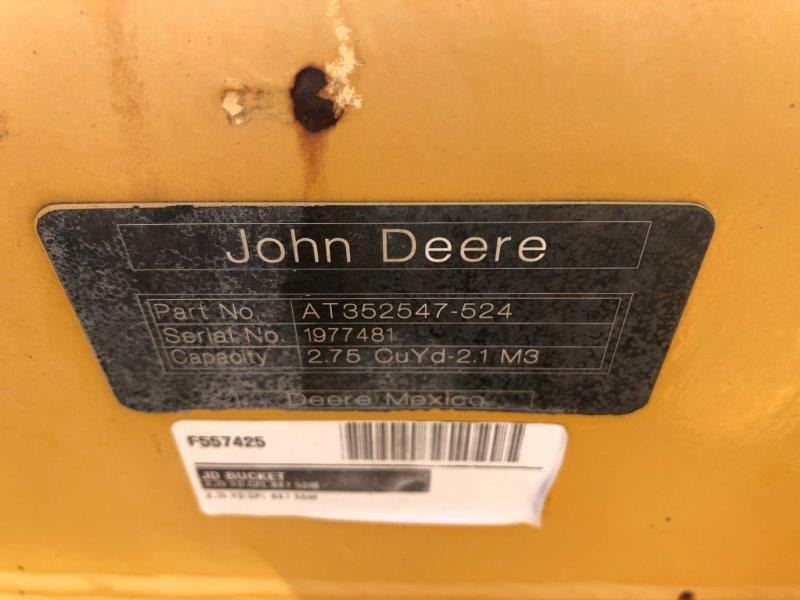 John Deere
Part No. AT352547-524
Serial No. 1977481
Capacity 2.75 CuYd-2.1 M3
Deere Mexico
F557425
JD BUCKET